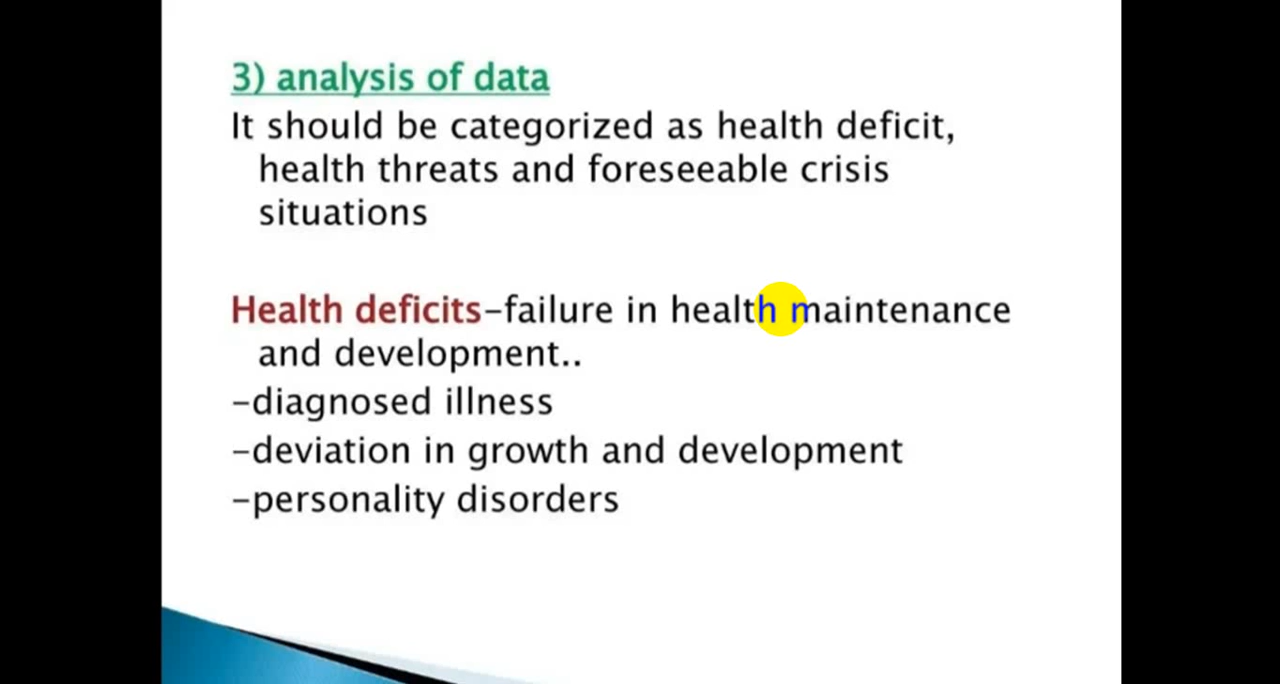 3) analysis of data
It should be categorized as health deficit,
health threats and foreseeable crisis
situations
Health deficits-failure in health maintenance
and development..
-diagnosed illness
-deviation in growth and development
-personality disorders